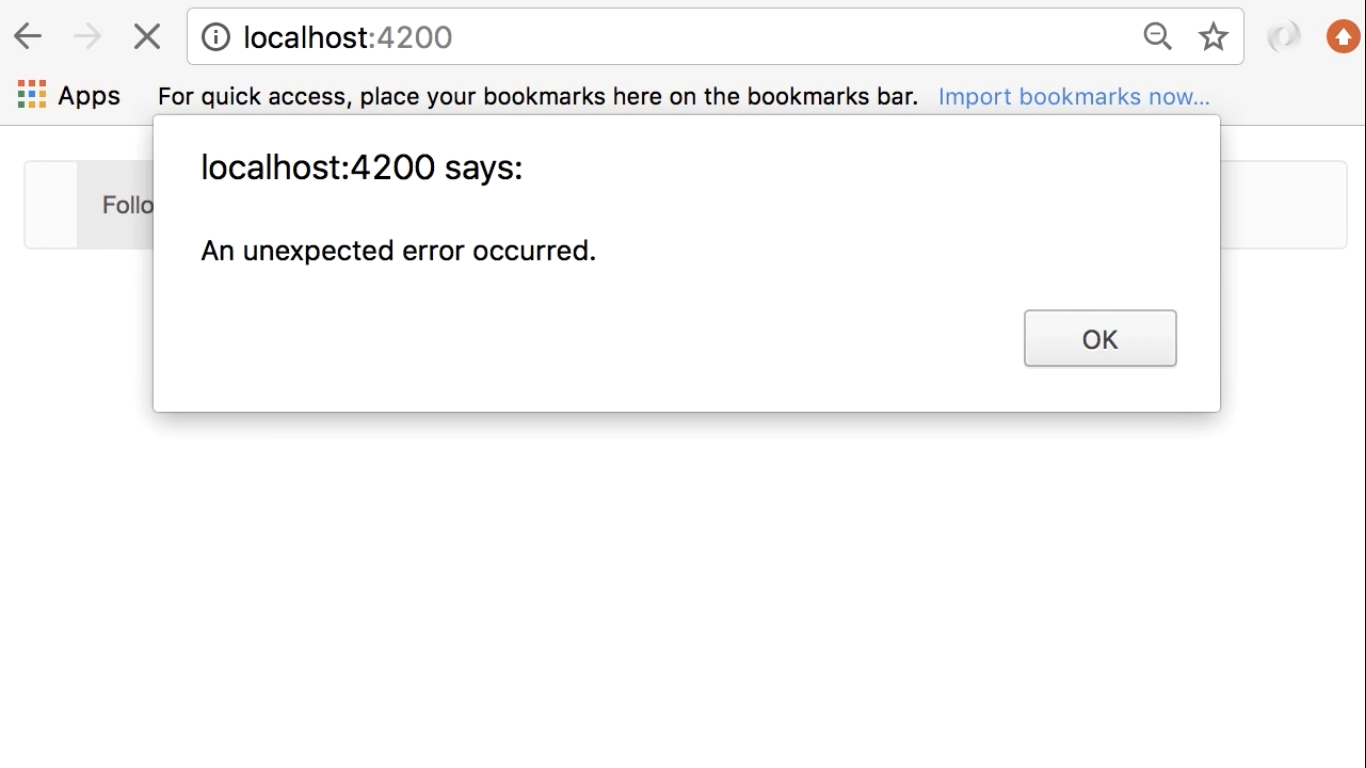 localhost:4200
Apps For quick access, place your bookmarks here on the bookmarks bar. Import bookmarks now...
localhost:4200 says:
Follo
An unexpected error occurred.
OK